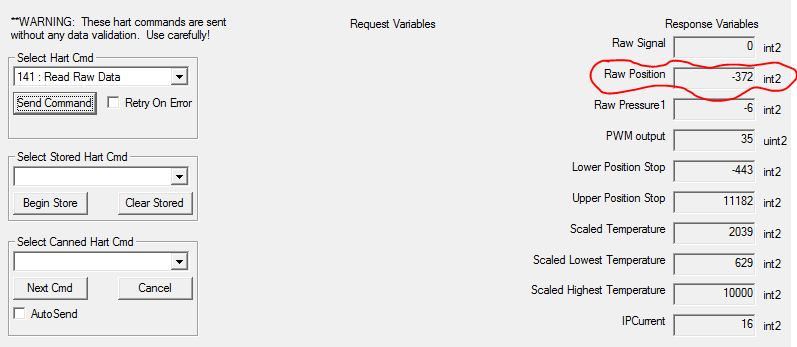 **WARNING:  These hart commands are sent
without any data validation.  Use carefully!
Select Hart Cmd
141 : Read Raw Data
Send Command
Retry On Error
Select Stored Hart Cmd
Begin Store
Clear Stored
Select Canned Hart Cmd
Next Cmd
Cancel
AutoSend
Request Variables
Response Variables
Raw Signal 0 int2
Raw Position -372 int2
Raw Pressure1 -6 int2
PWM output 35 uint2
Lower Position Stop -443 int2
Upper Position Stop 11182 int2
Scaled Temperature 2039 int2
Scaled Lowest Temperature 629 int2
Scaled Highest Temperature 10000 int2
IPCurrent 16 int2